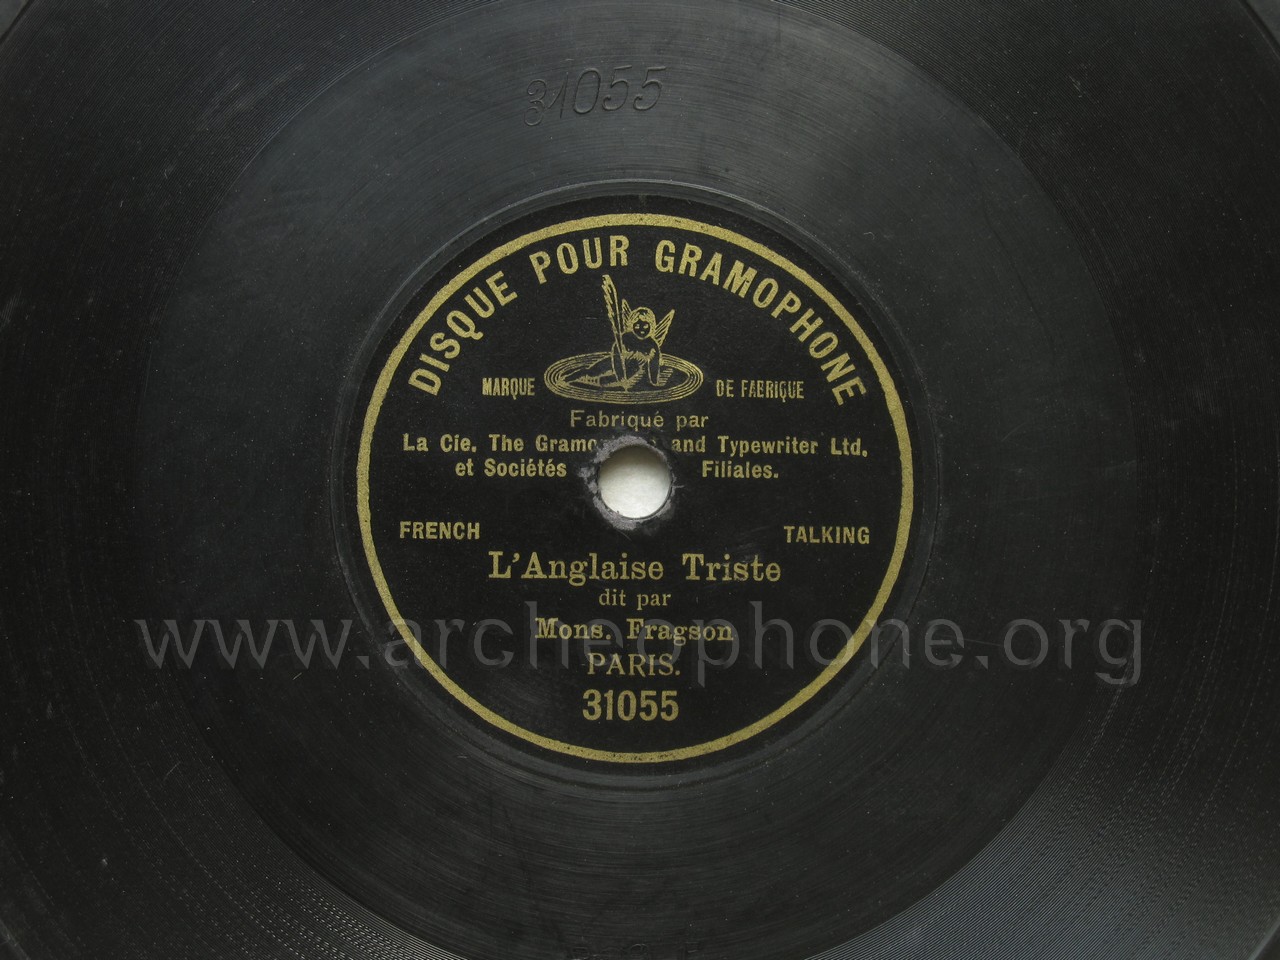 31055
DISQUE POUR GRAMOPHONE
MARQUE DE FABRIQUE
Fabriqué par
La Cie. The and Typewriter Ltd.
et Sociétés Filiales.
FRENCH TALKING
L'Anglaise Triste
dit par
Mons. Fragson
www.archeophone.org
PARIS.
31055